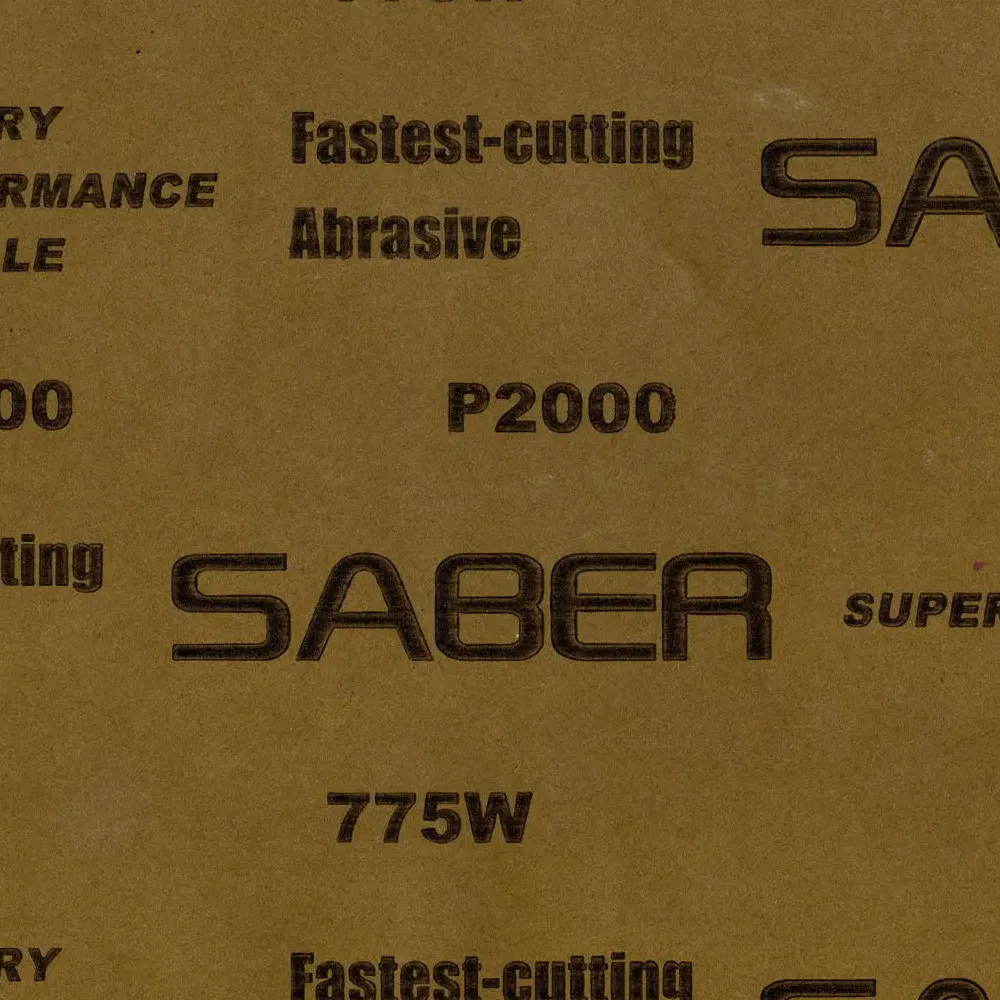 RY
RMANCE
LE
Fastest-cutting
Abrasive
SA
00
P2000
ting
SABER
SUPER
775W
RY
Fastest-cutting